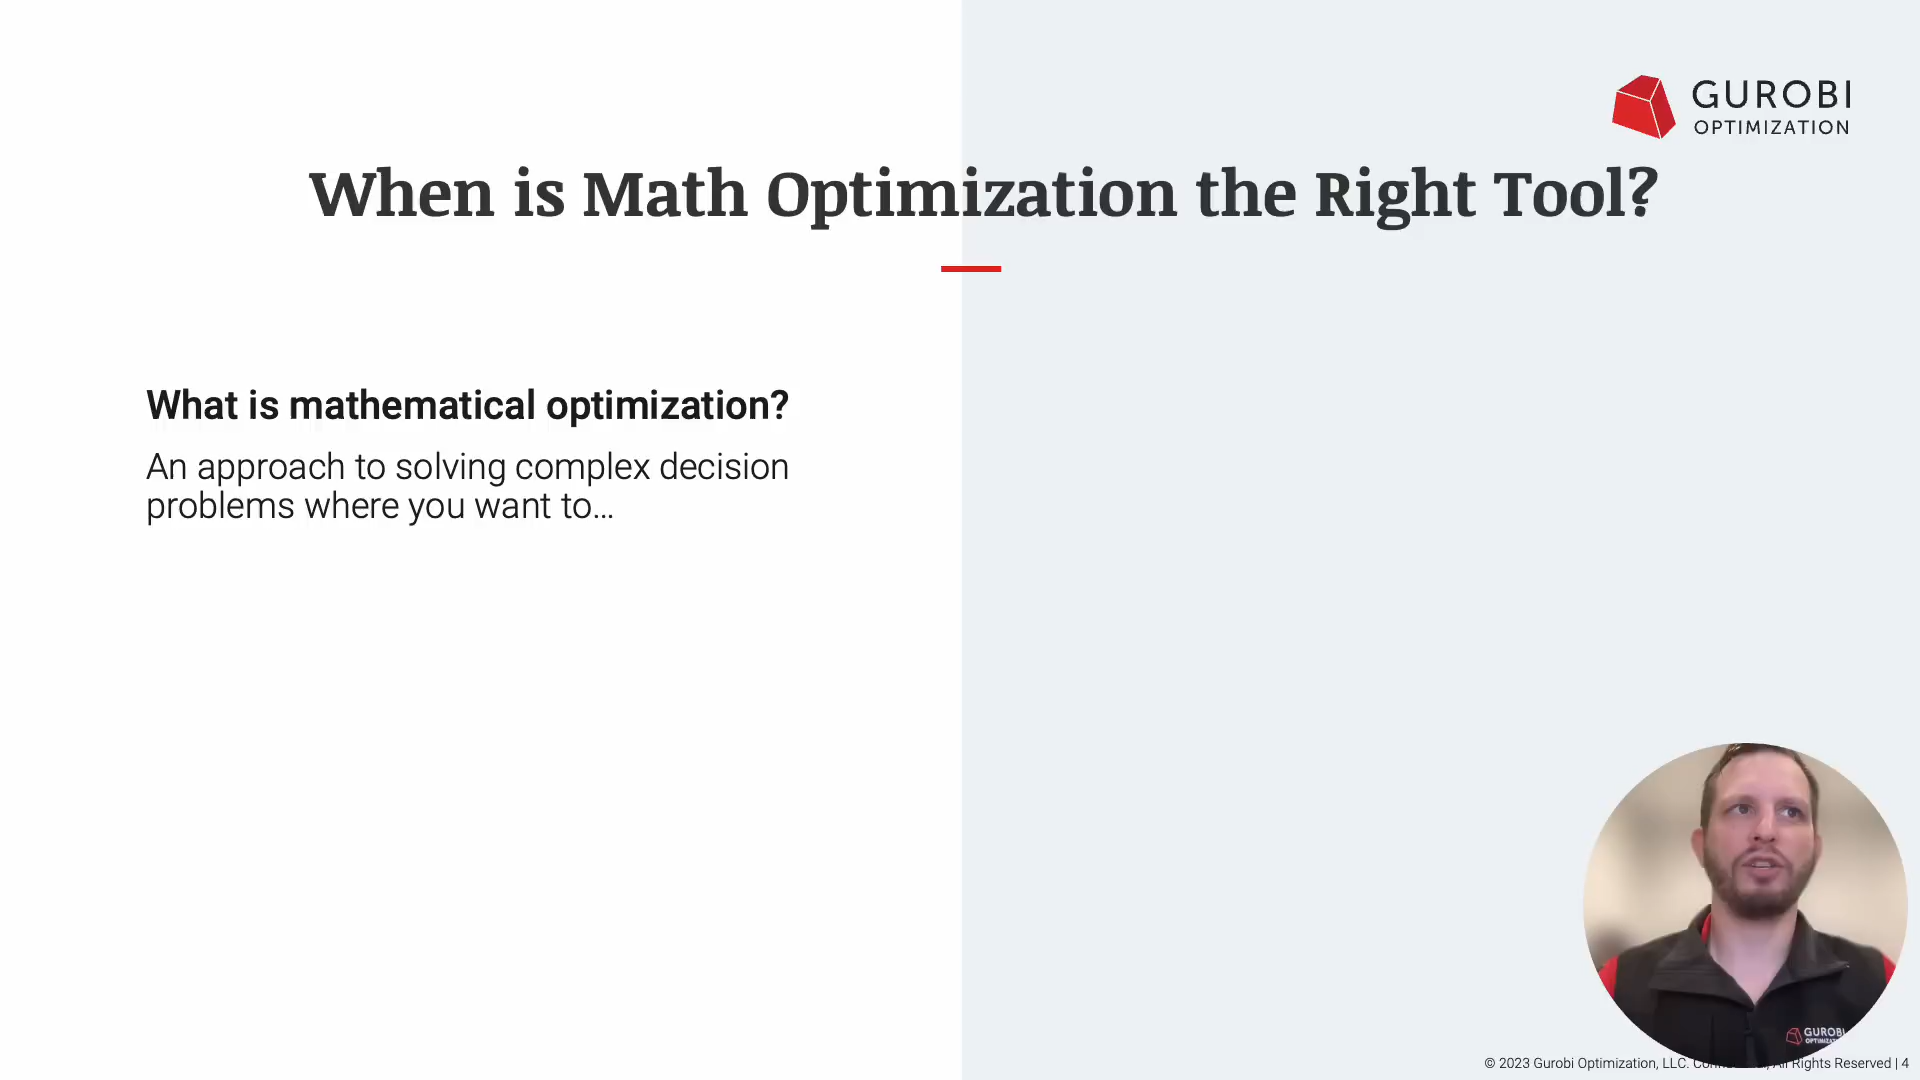 GUROBI
OPTIMIZATION
When is Math Optimization the Right Tool?
What is mathematical optimization?
An approach to solving complex decision
problems where you want to...
GUROBI
© 2023 Gurobi Optimization, LLC. Rights Reserved | 4